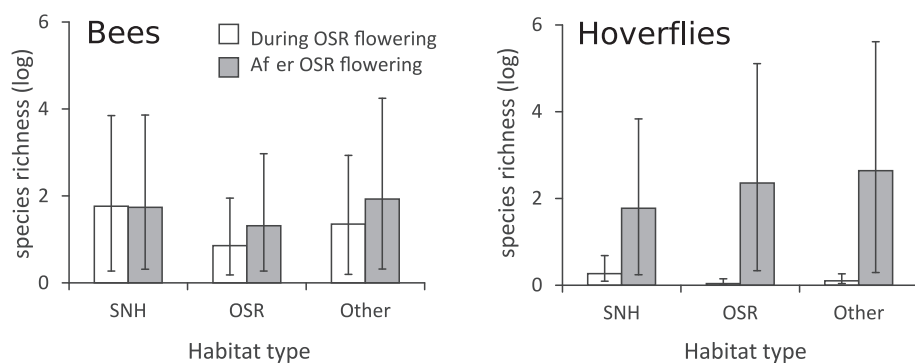 Bees
During OSR flowering
Af er OSR flowering
species richness (log)
6
4
2
0
SNH OSR Other
Habitat type
Hoverflies
species richness (log)
6
4
2
0
SNH OSR Other
Habitat type